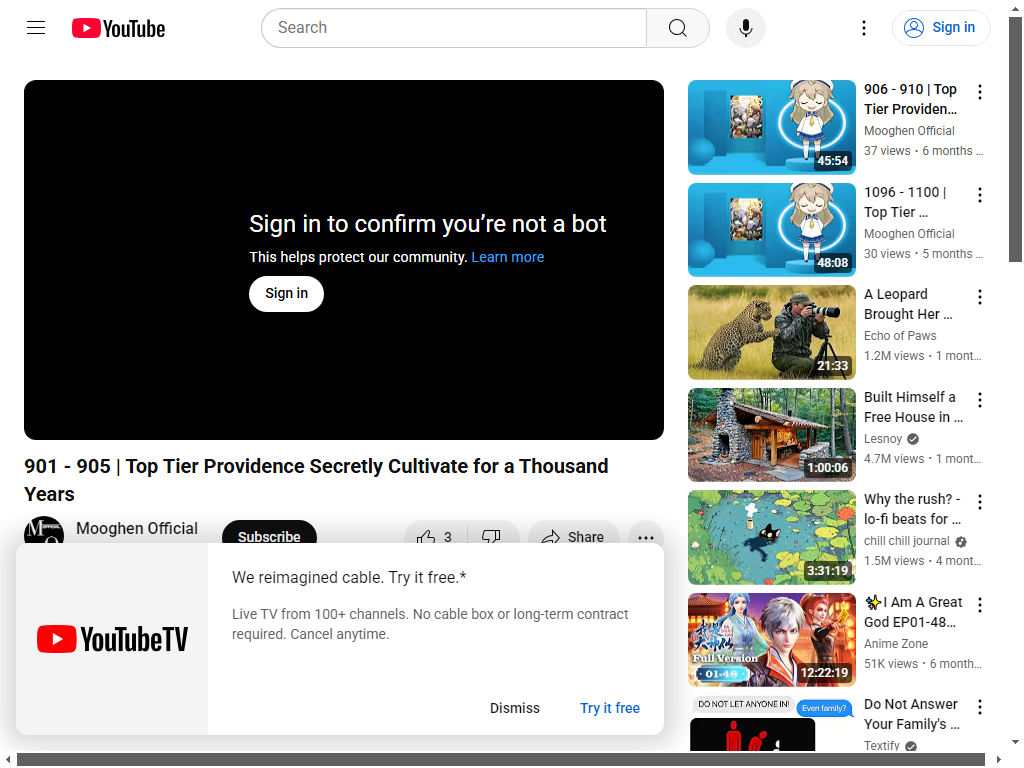 YouTube
Search
Sign in
Sign in to confirm you’re not a bot
This helps protect our community. Learn more
Sign in
901 - 905 | Top Tier Providence Secretly Cultivate for a Thousand
Years
Mooghen Official
Subscribe
3
Share
We reimagined cable. Try it free.*
Live TV from 100+ channels. No cable box or long-term contract
required. Cancel anytime.
YouTubeTV
Dismiss
Try it free
45:54
906 - 910 | Top
Tier Providen...
Mooghen Official
37 views • 6 months ...
48:08
1096 - 1100 |
Top Tier ...
Mooghen Official
30 views • 5 months ...
21:33
A Leopard
Brought Her ...
Echo of Paws
1.2M views • 1 mont...
1:00:06
Built Himself a
Free House in ...
Lesnoy
4.7M views • 1 mont...
3:31:19
Why the rush? -
lo-fi beats for ...
chill chill journal
1.5M views • 4 mont...
Full Version
01-48
12:22:19
✨I Am A Great
God EP01-48...
Anime Zone
51K views • 6 month...
DO NOT LET ANYONE IN!
Even family?
Do Not Answer
Your Family's ...
Textify